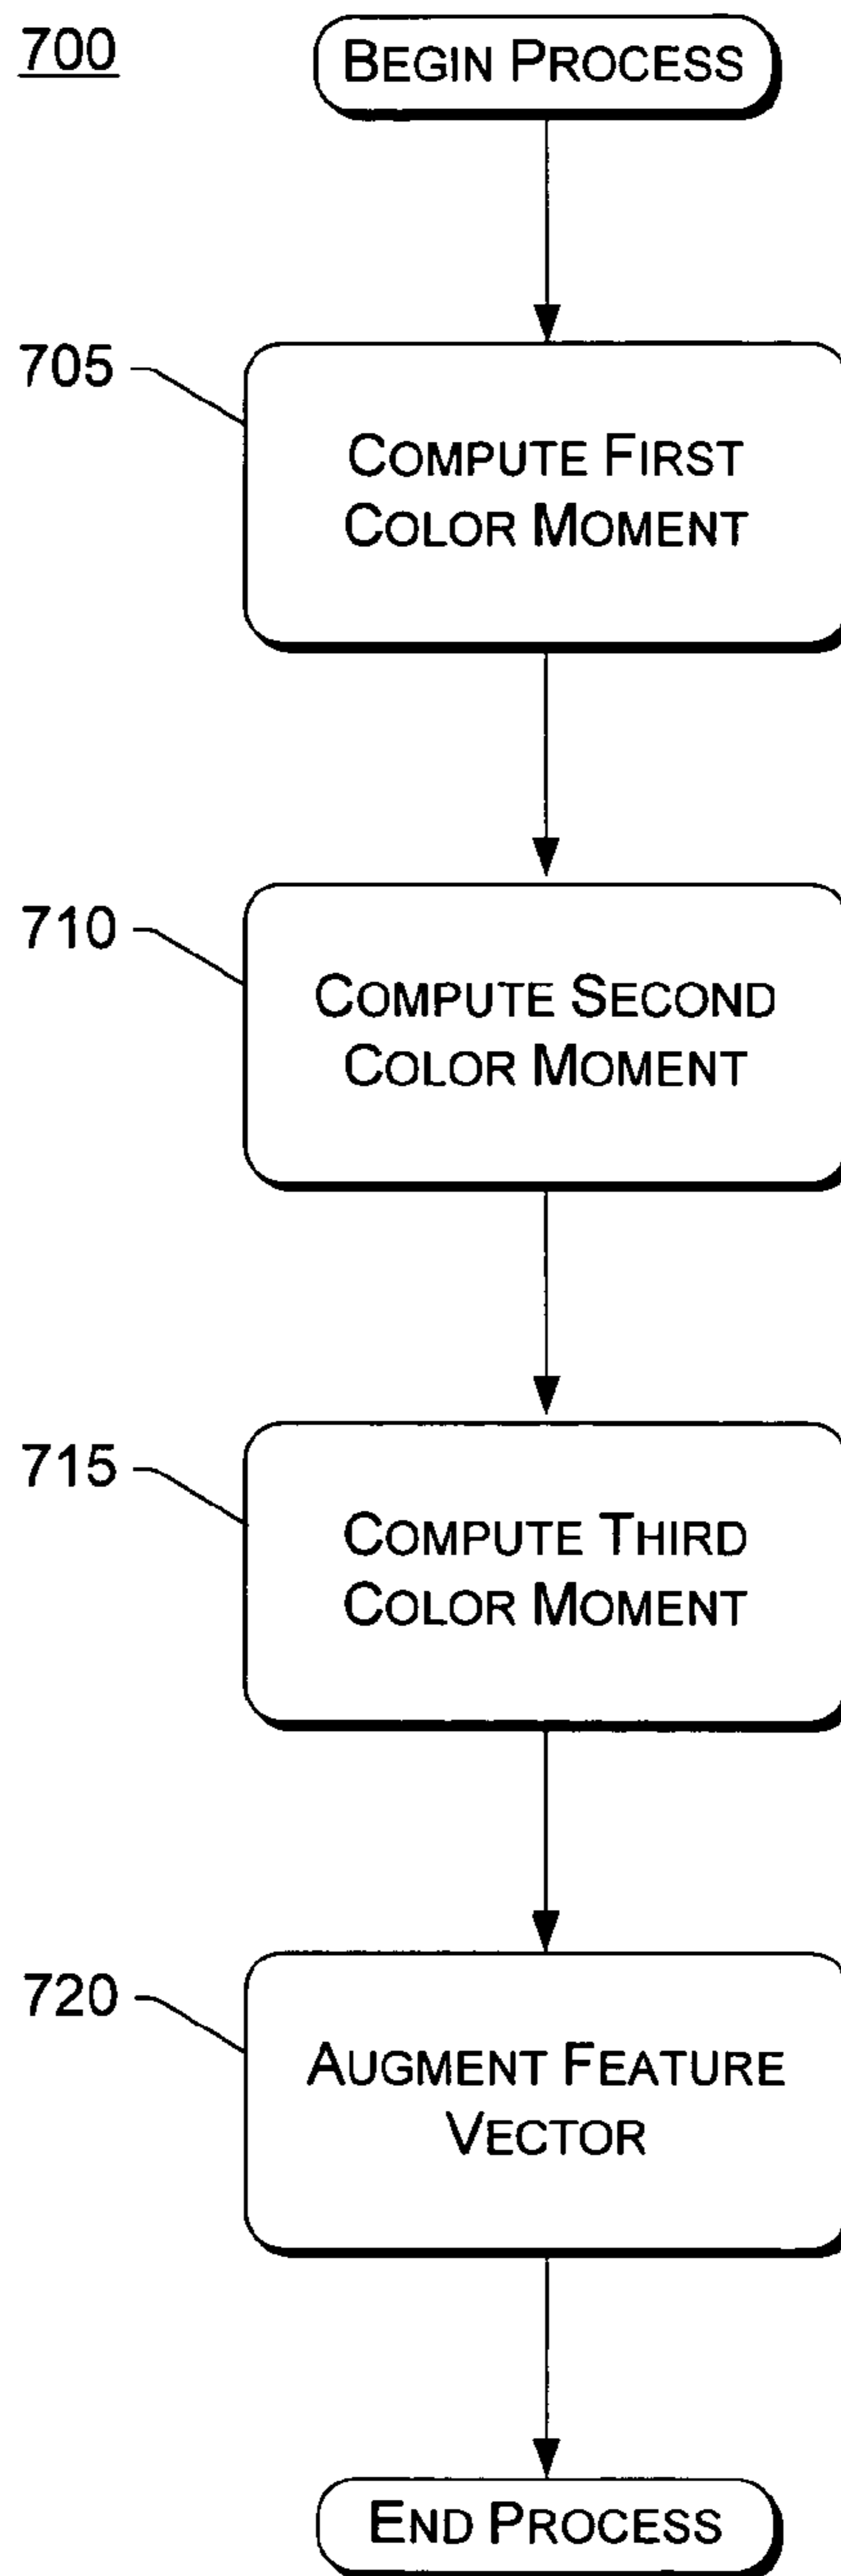 700
BEGIN PROCESS
705
COMPUTE FIRST
COLOR MOMENT
710
COMPUTE SECOND
COLOR MOMENT
715
COMPUTE THIRD
COLOR MOMENT
720
AUGMENT FEATURE
VECTOR
END PROCESS